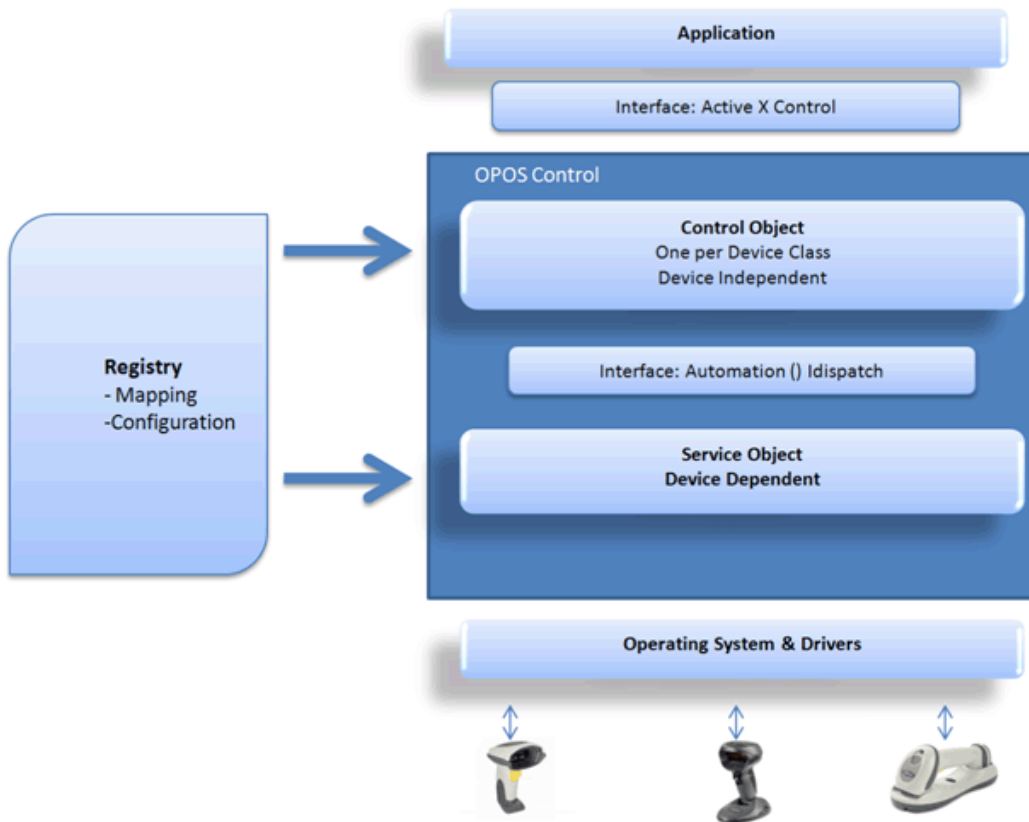 Application
Interface: Active X Control
OPOS Control
Control Object
One per Device Class
Device Independent
Registry
- Mapping
-Configuration
Interface: Automation () Idispatch
Service Object
Device Dependent
Operating System & Drivers